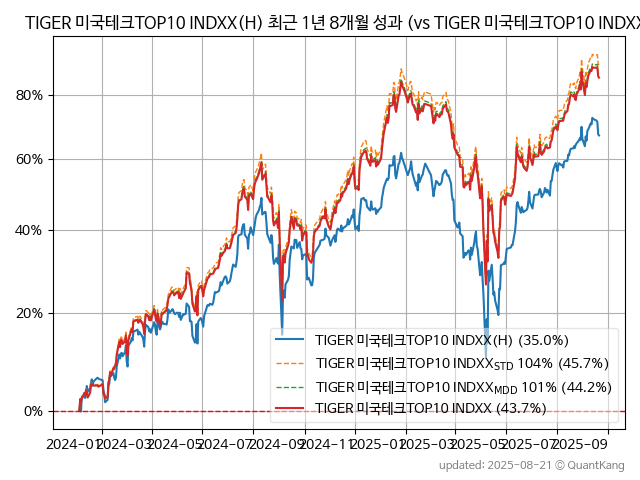 TIGER 미국테크TOP10 INDXX(H) 최근 1년 8개월 성과 (vs TIGER 미국테크TOP10 INDXX
80%
60%
40%
20%
0%
TIGER 미국테크TOP10 INDXX(H) (35.0%)
TIGER 미국테크TOP10 INDXX_STD 104% (45.7%)
TIGER 미국테크TOP10 INDXX_MDD 101% (44.2%)
TIGER 미국테크TOP10 INDXX (43.7%)
2024-01 2024-03 2024-05 2024-07 2024-09 2024-11 2025-01 2025-03 2025-05 2025-07 2025-09
updated: 2025-08-21 © QuantKang